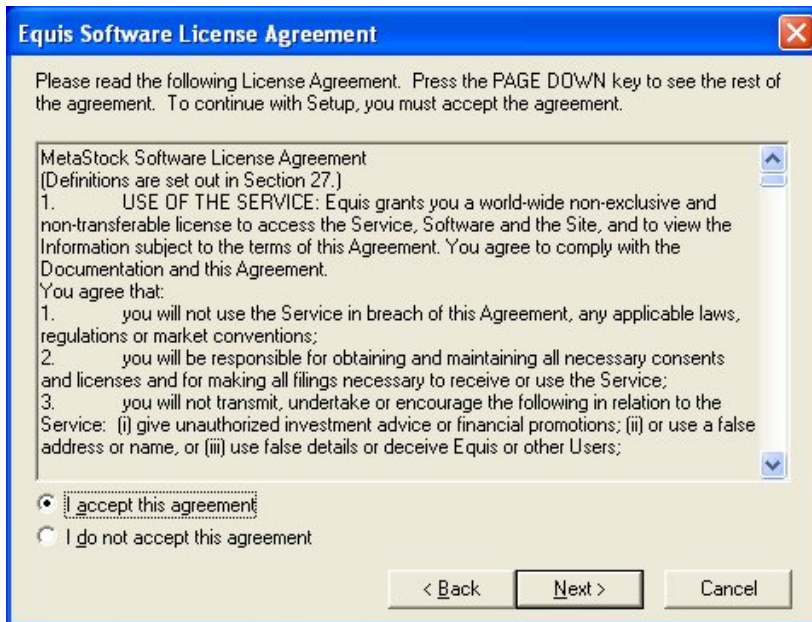 Equis Software License Agreement
Please read the following License Agreement. Press the PAGE DOWN key to see the rest of
the agreement. To continue with Setup, you must accept the agreement.
MetaStock Software License Agreement
(Definitions are set out in Section 27.)
1. USE OF THE SERVICE: Equis grants you a world-wide non-exclusive and
non-transferable license to access the Service, Software and the Site, and to view the
Information subject to the terms of this Agreement. You agree to comply with the
Documentation and this Agreement.
You agree that:
1. you will not use the Service in breach of this Agreement, any applicable laws,
regulations or market conventions;
2. you will be responsible for obtaining and maintaining all necessary consents
and licenses and for making all filings necessary to receive or use the Service;
3. you will not transmit, undertake or encourage the following in relation to the
Service: (i) give unauthorized investment advice or financial promotions; (ii) or use a false
address or name, or (iii) use false details or deceive Equis or other Users;
I accept this agreement
I do not accept this agreement
< Back Next > Cancel